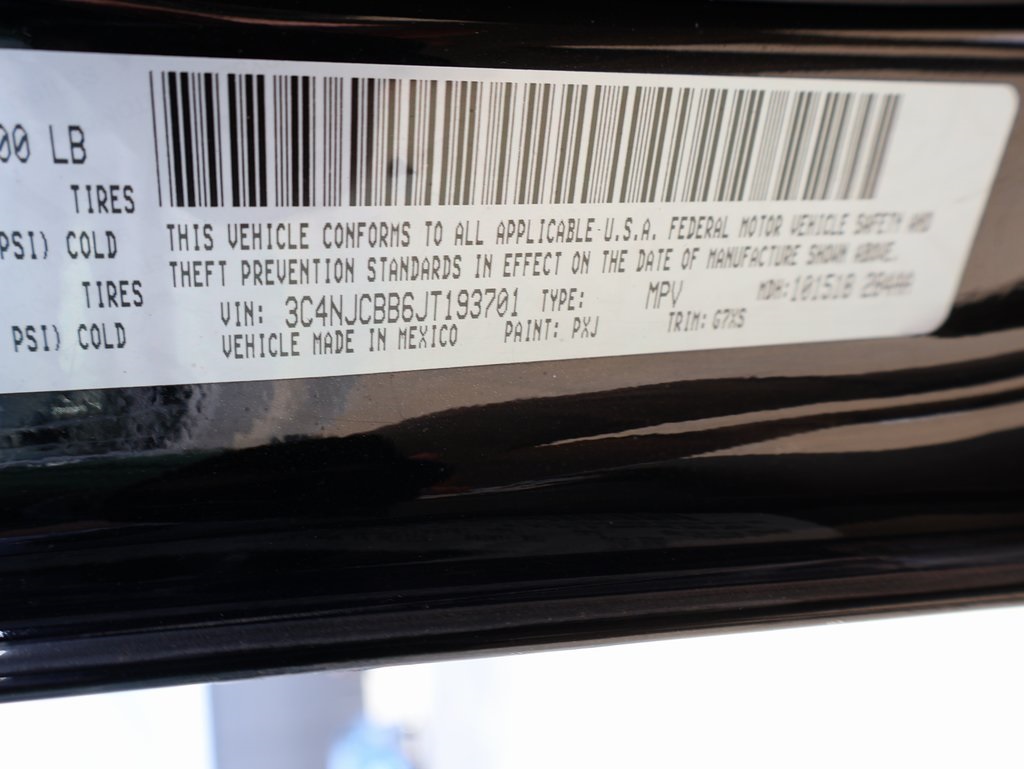 00 LB
TIRES
PSI) COLD
TIRES
PSI) COLD
THIS VEHICLE CONFORMS TO ALL APPLICABLE U.S.A. FEDERAL MOTOR VEHICLE SAFETY AND
THEFT PREVENTION STANDARDS IN EFFECT ON THE DATE OF MANUFACTURE SHOWN ABOVE.
VIN: 3C4NJCBB6JT193701 TYPE: MPV MDH:
VEHICLE MADE IN MEXICO PAINT: PXJ TRIM: G7XS